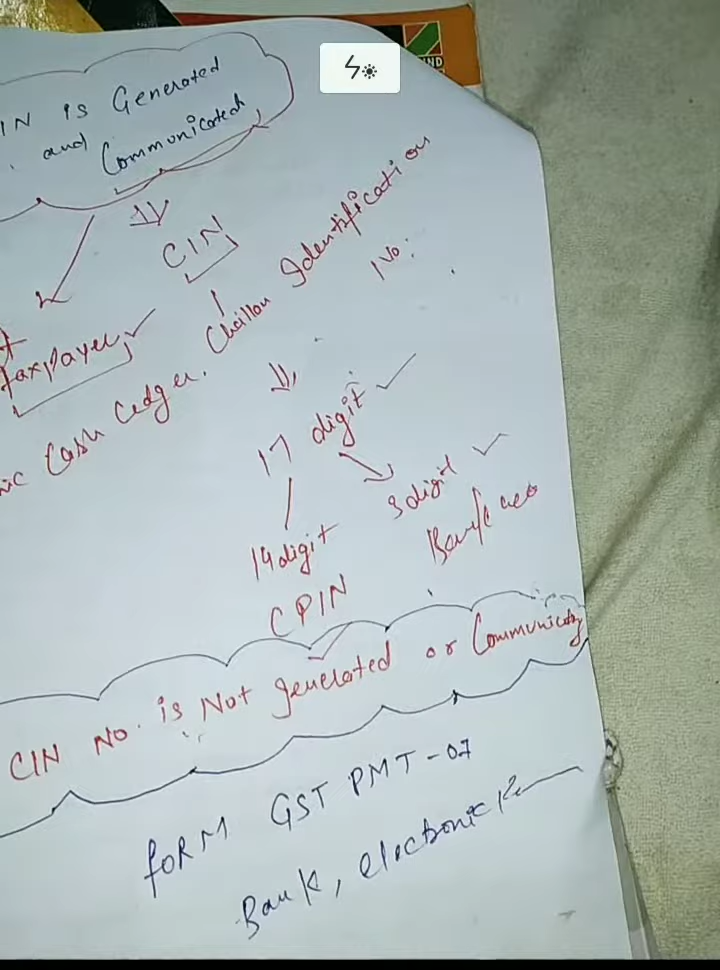 IN is Generated
and Communicated
CIN
Challan Identification
No:
taxpayer
Cash Ledger.
17 digit
14 digit
CPIN
3 digit
Bank
CIN No. is Not generated or
FORM GST PMT-07
Bank, electronic